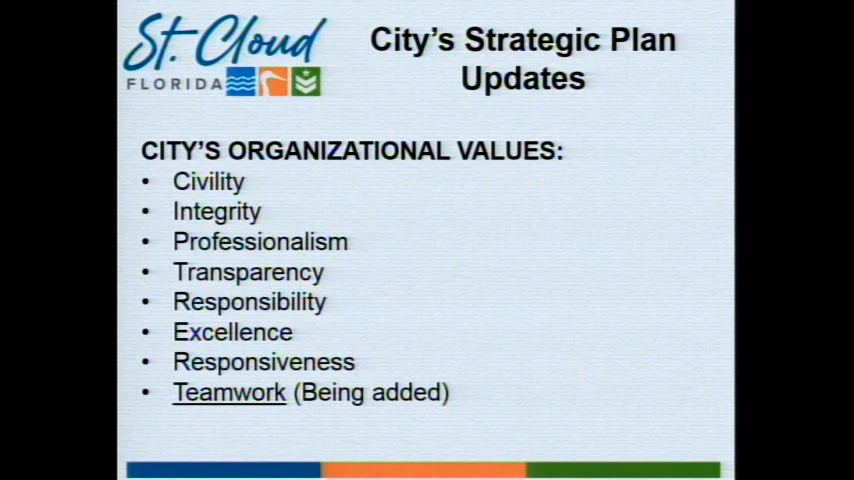 St. Cloud
FLORIDA
City's Strategic Plan
Updates
CITY'S ORGANIZATIONAL VALUES:
• Civility
• Integrity
• Professionalism
• Transparency
• Responsibility
• Excellence
• Responsiveness
• Teamwork (Being added)